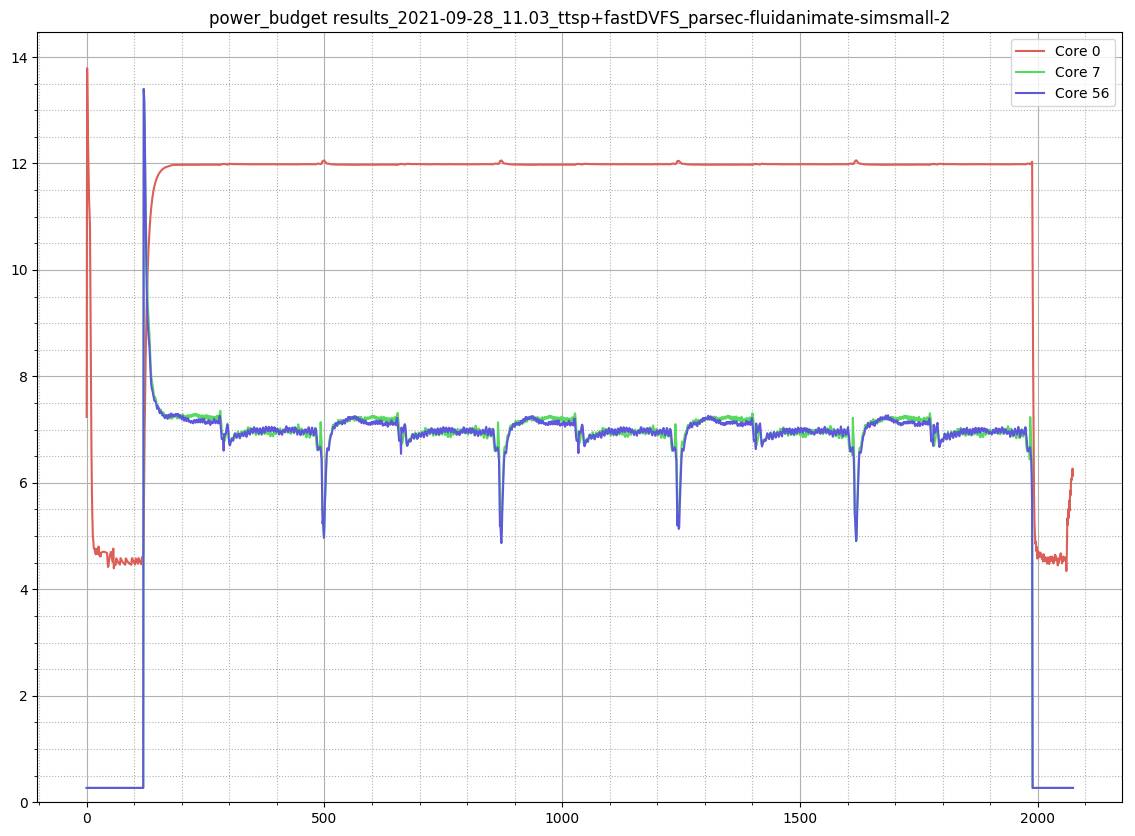 power_budget results_2021-09-28_11.03_ttsp+fastDVFS_parsec-fluidanimate-simsmall-2
Core 0
Core 7
Core 56
14
12
10
8
6
4
2
0
0 500 1000 1500 2000